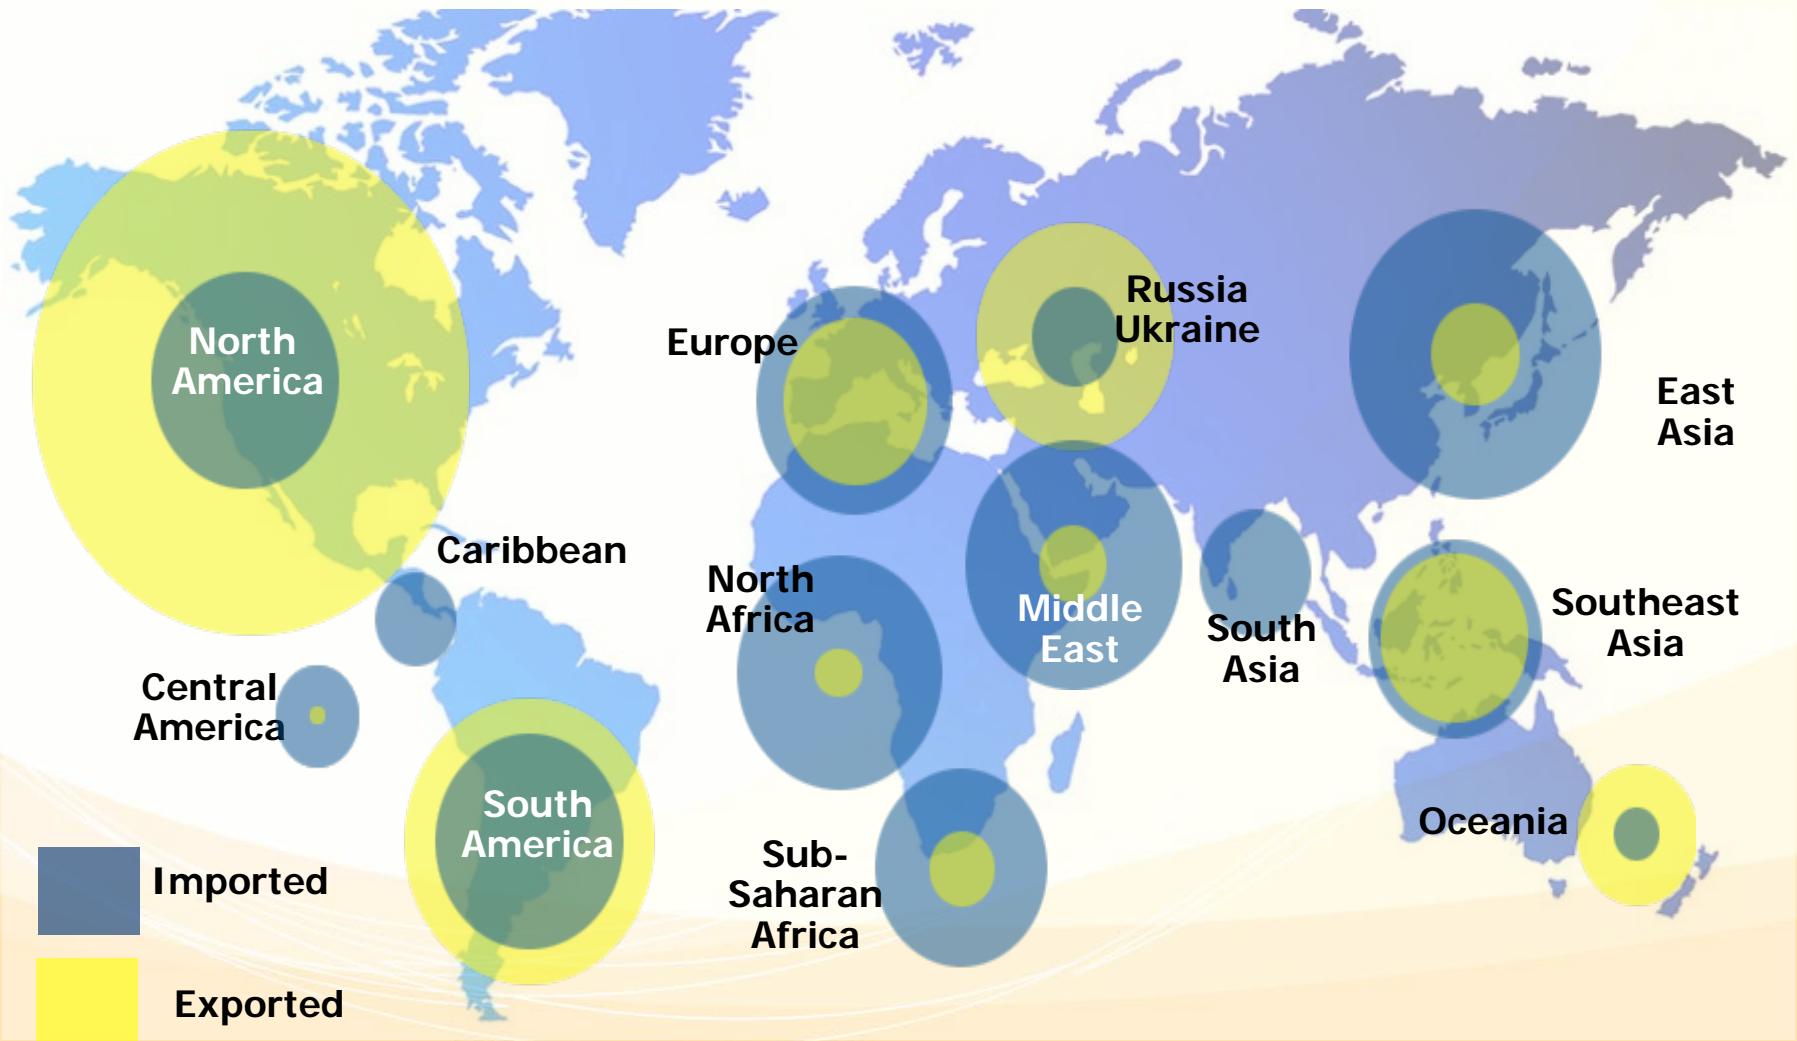 North
America
Europe
Russia
Ukraine
East
Asia
Caribbean
North
Africa
Middle
East
South
Asia
Southeast
Asia
Central
America
South
America
Sub-
Saharan
Africa
Oceania
Imported
Exported